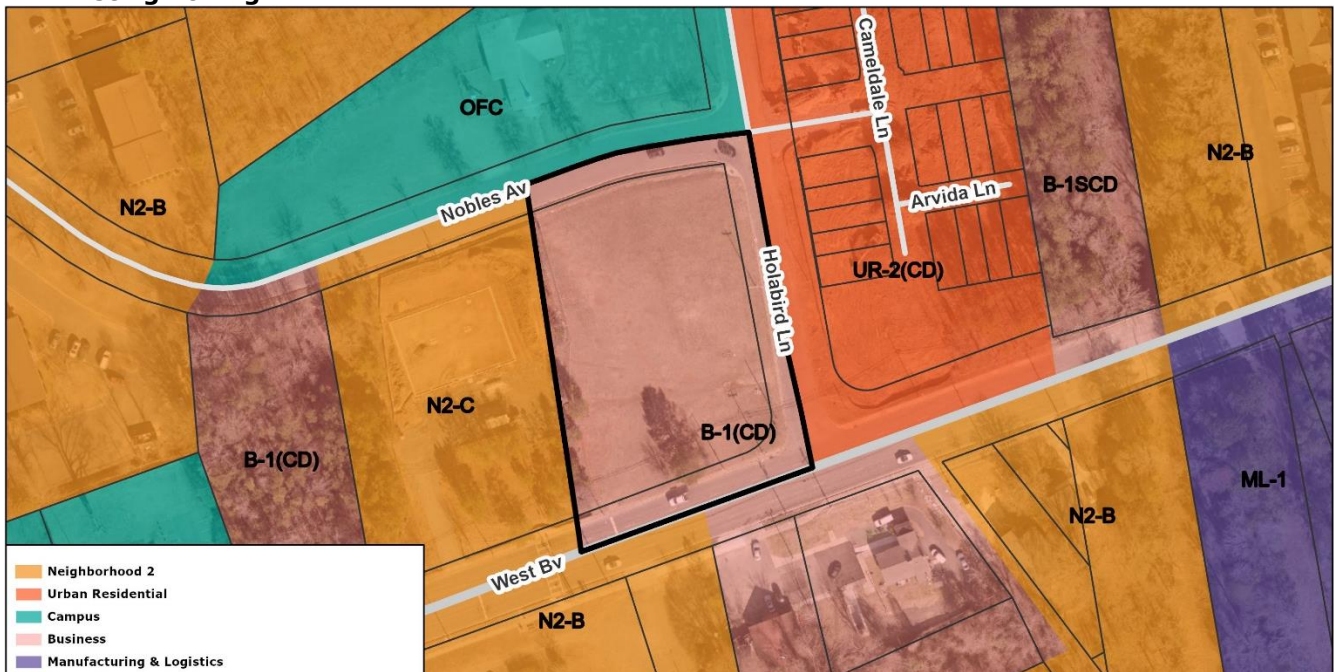 OFC
Cameldale Ln
N2-B
N2-B
Nobles Av
Arvida Ln
B-1SCD
Holabird Ln
UR-2(CD)
N2-C
B-1(CD)
B-1(CD)
ML-1
N2-B
West Bv
N2-B
Neighborhood 2
Urban Residential
Campus
Business
Manufacturing & Logistics